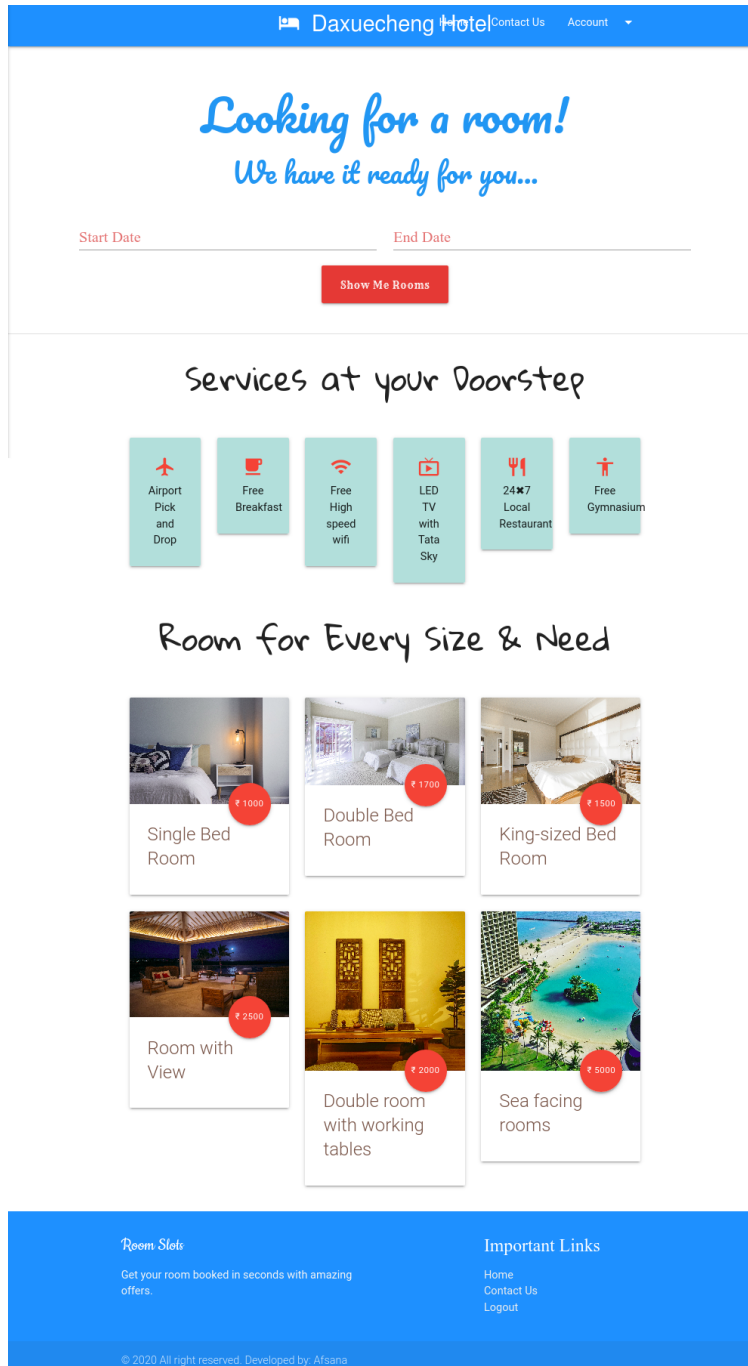 Daxuecheng Hotel
Home
Contact Us
Account
Looking for a room!
We have it ready for you...
Start Date
End Date
Show Me Rooms
Services at your Doorstep
Airport
Pick
and
Drop
Free
Breakfast
Free
High
speed
wifi
LED
TV
with
Tata
Sky
24✖7
Local
Restaurant
Free
Gymnasium
Room for Every Size & Need
₹ 1000
Single Bed
Room
₹ 1700
Double Bed
Room
₹ 1500
King-sized Bed
Room
₹ 2500
Room with
View
₹ 2000
Double room
with working
tables
₹ 5000
Sea facing
rooms
Room Slots
Get your room booked in seconds with amazing
offers.
Important Links
Home
Contact Us
Logout
© 2020 All right reserved. Developed by: Afsana